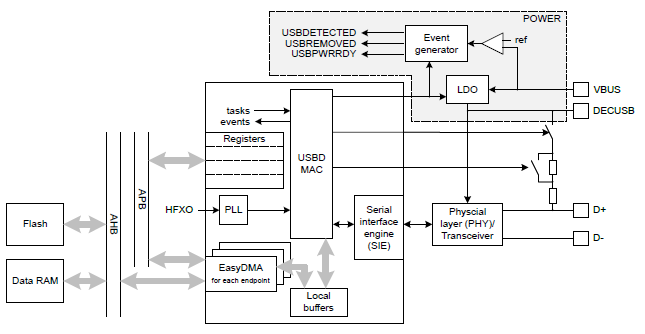 POWER
USBDETECTED
USBREMOVED
USBPWRRDY
Event
generator
ref
LDO
VBUS
DECUSB
tasks
events
Registers
USBD
MAC
HFXO
PLL
APB
AHB
Flash
Data RAM
EasyDMA
for each endpoint
Local
buffers
Serial
interface
engine
(SIE)
Physcial
layer (PHY)/
Transceiver
D+
D-